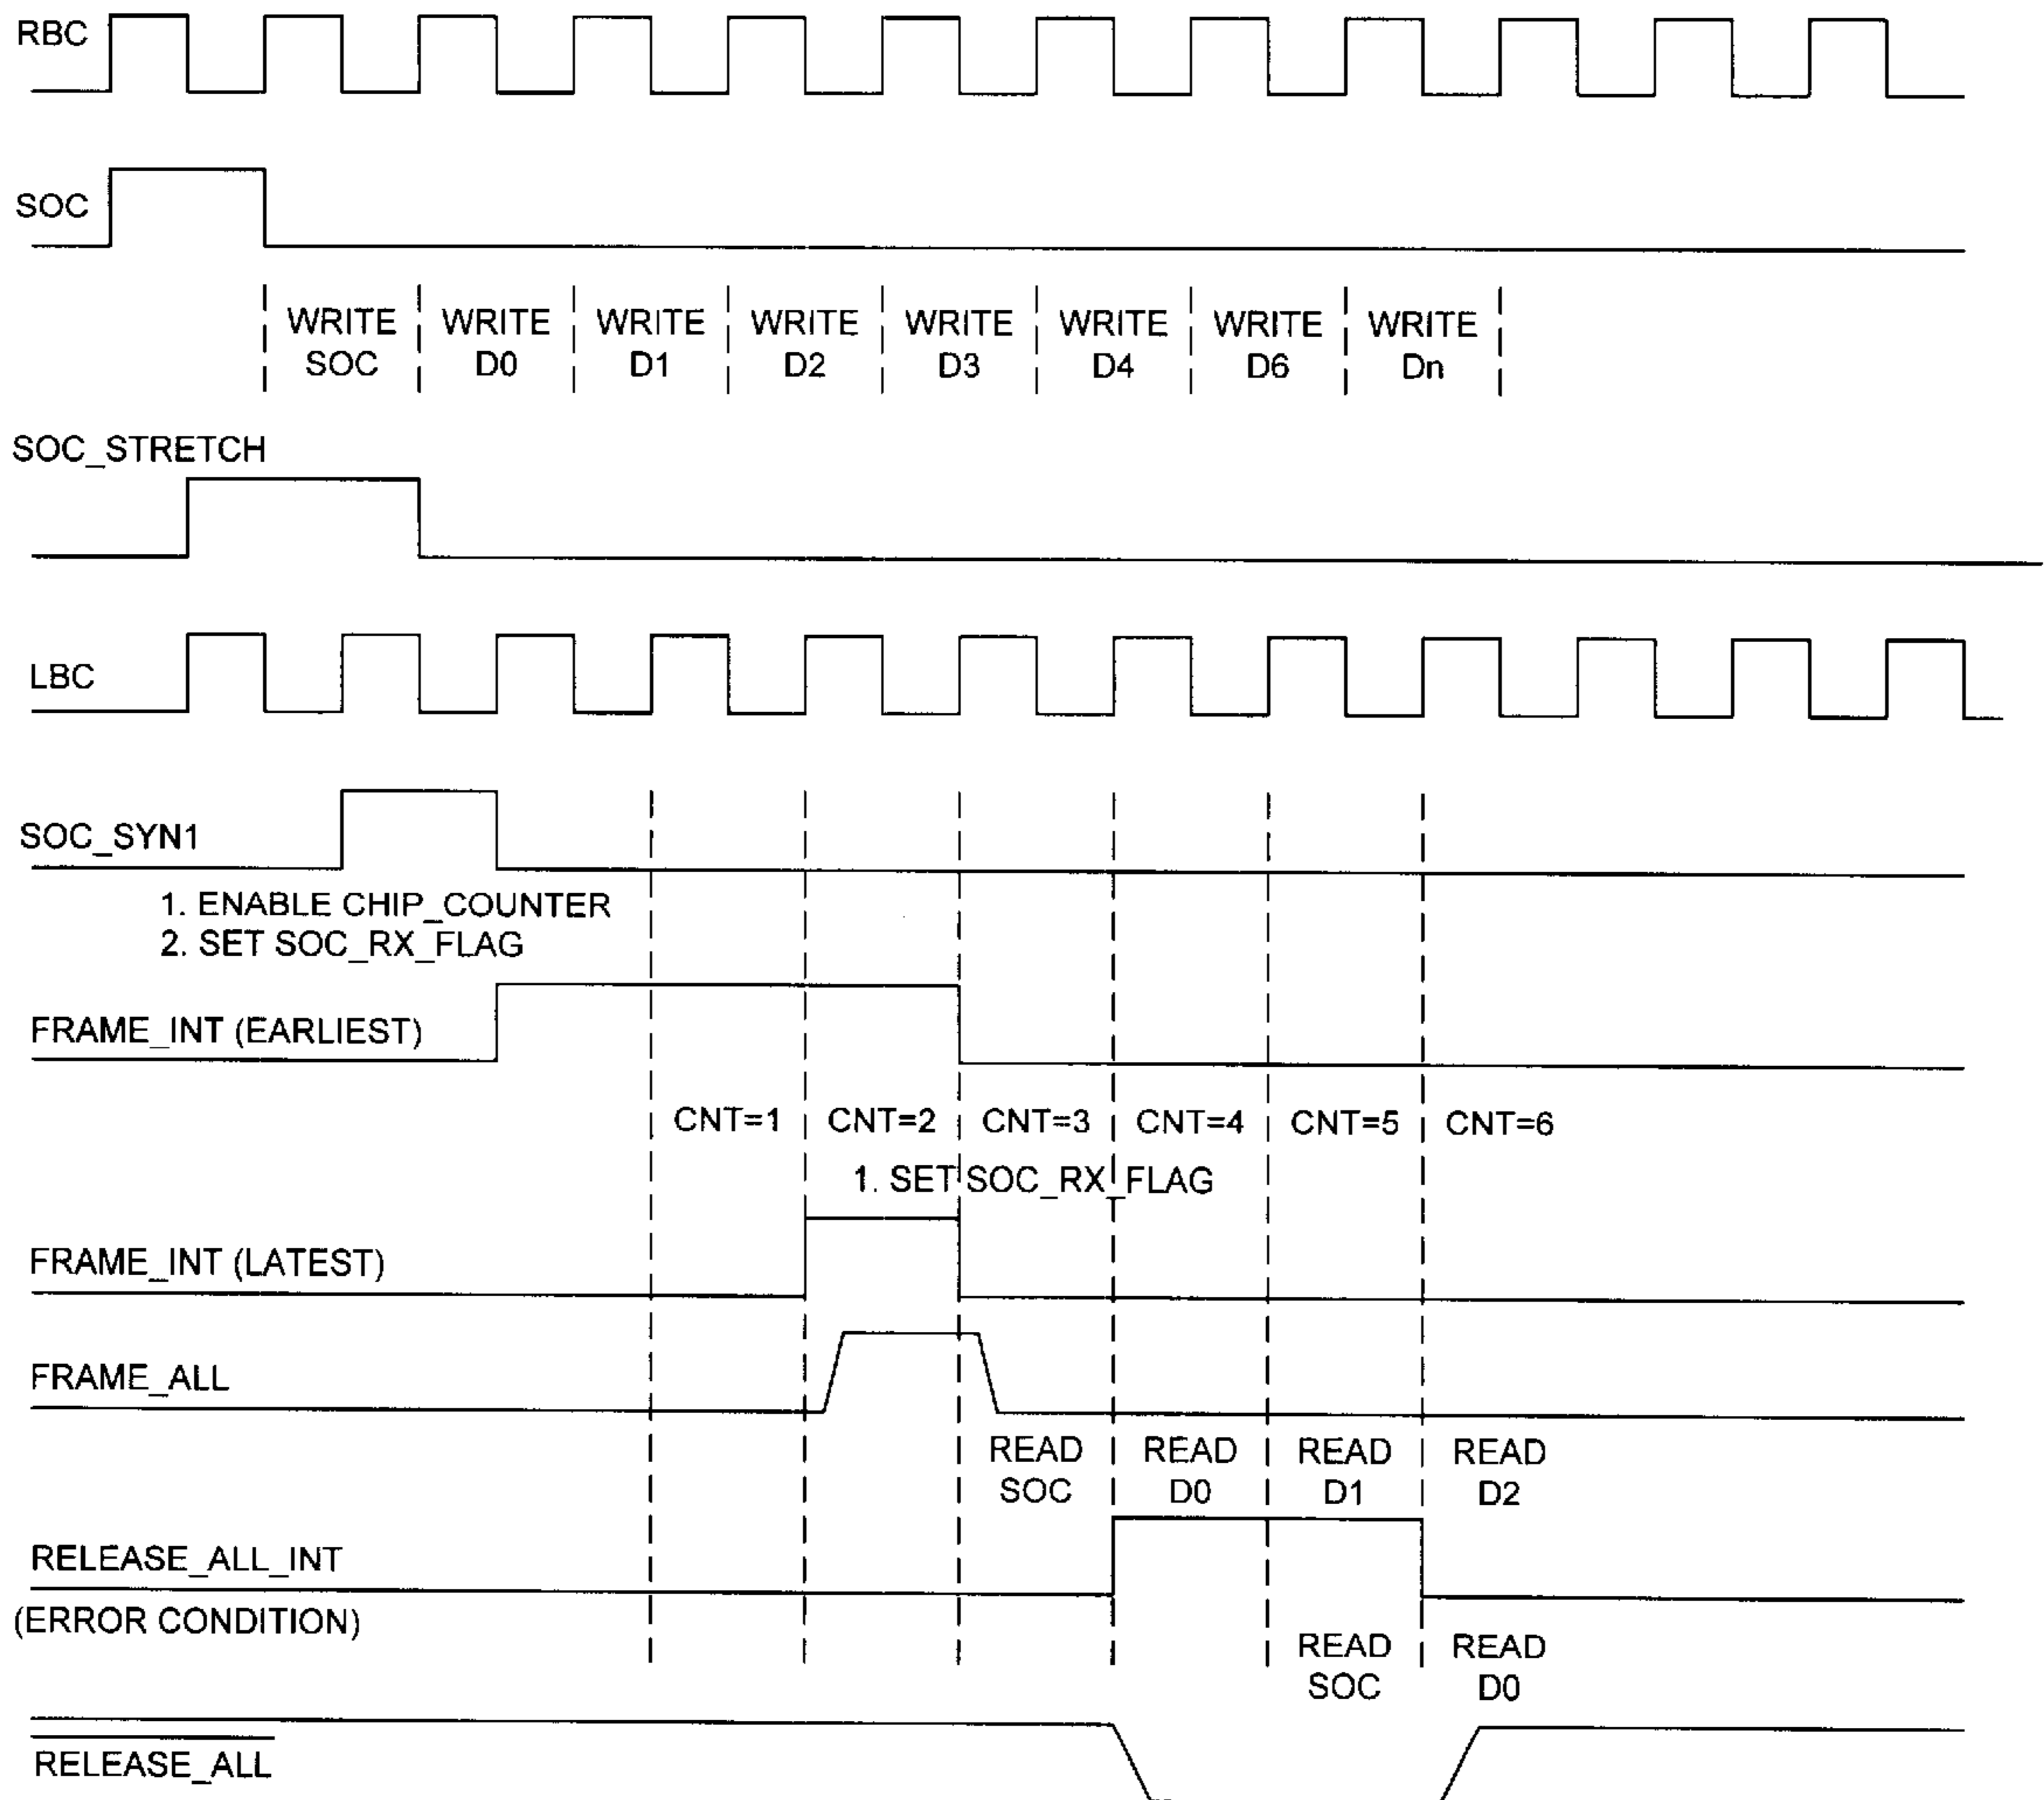 RBC
SOC
WRITE WRITE WRITE WRITE WRITE WRITE WRITE WRITE
SOC D0 D1 D2 D3 D4 D6 Dn
SOC_STRETCH
LBC
SOC_SYN1
1. ENABLE CHIP_COUNTER
2. SET SOC_RX_FLAG
FRAME_INT (EARLIEST)
CNT=1 CNT=2 CNT=3 CNT=4 CNT=5 CNT=6
1. SET SOC_RX_FLAG
FRAME_INT (LATEST)
FRAME_ALL
READ READ READ READ
SOC D0 D1 D2
RELEASE_ALL_INT
(ERROR CONDITION)
READ READ
SOC D0
RELEASE_ALL